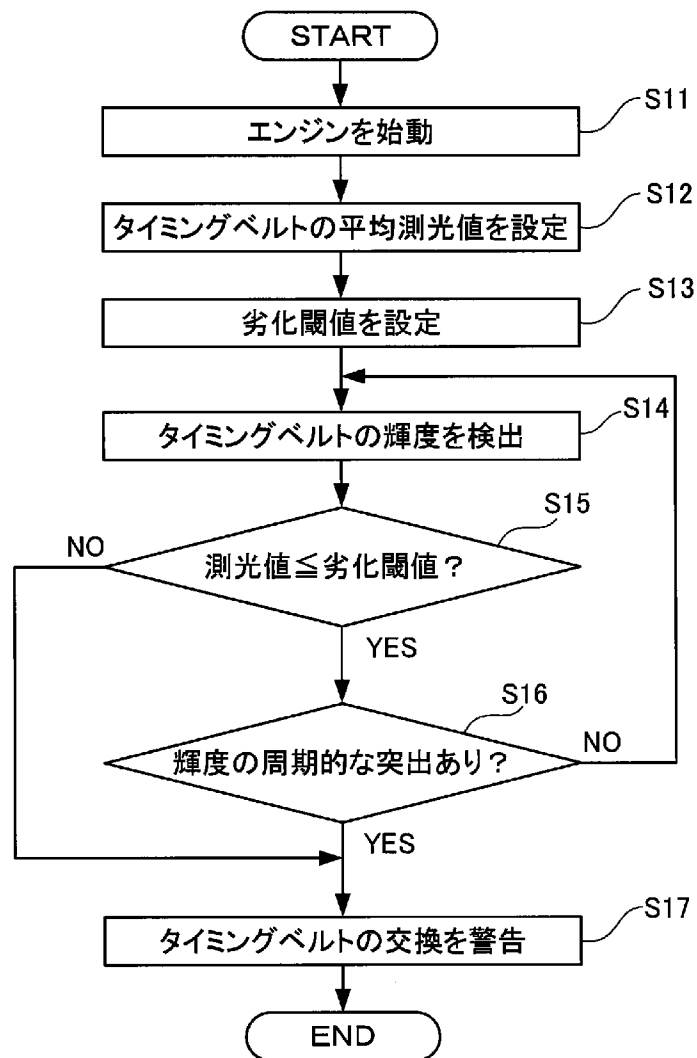 START
エンジンを始動
S11
タイミングベルトの平均測光値を設定
S12
劣化閾値を設定
S13
タイミングベルトの輝度を検出
S14
測光値≦劣化閾値?
S15
NO
YES
輝度の周期的な突出あり?
S16
NO
YES
タイミングベルトの交換を警告
S17
END